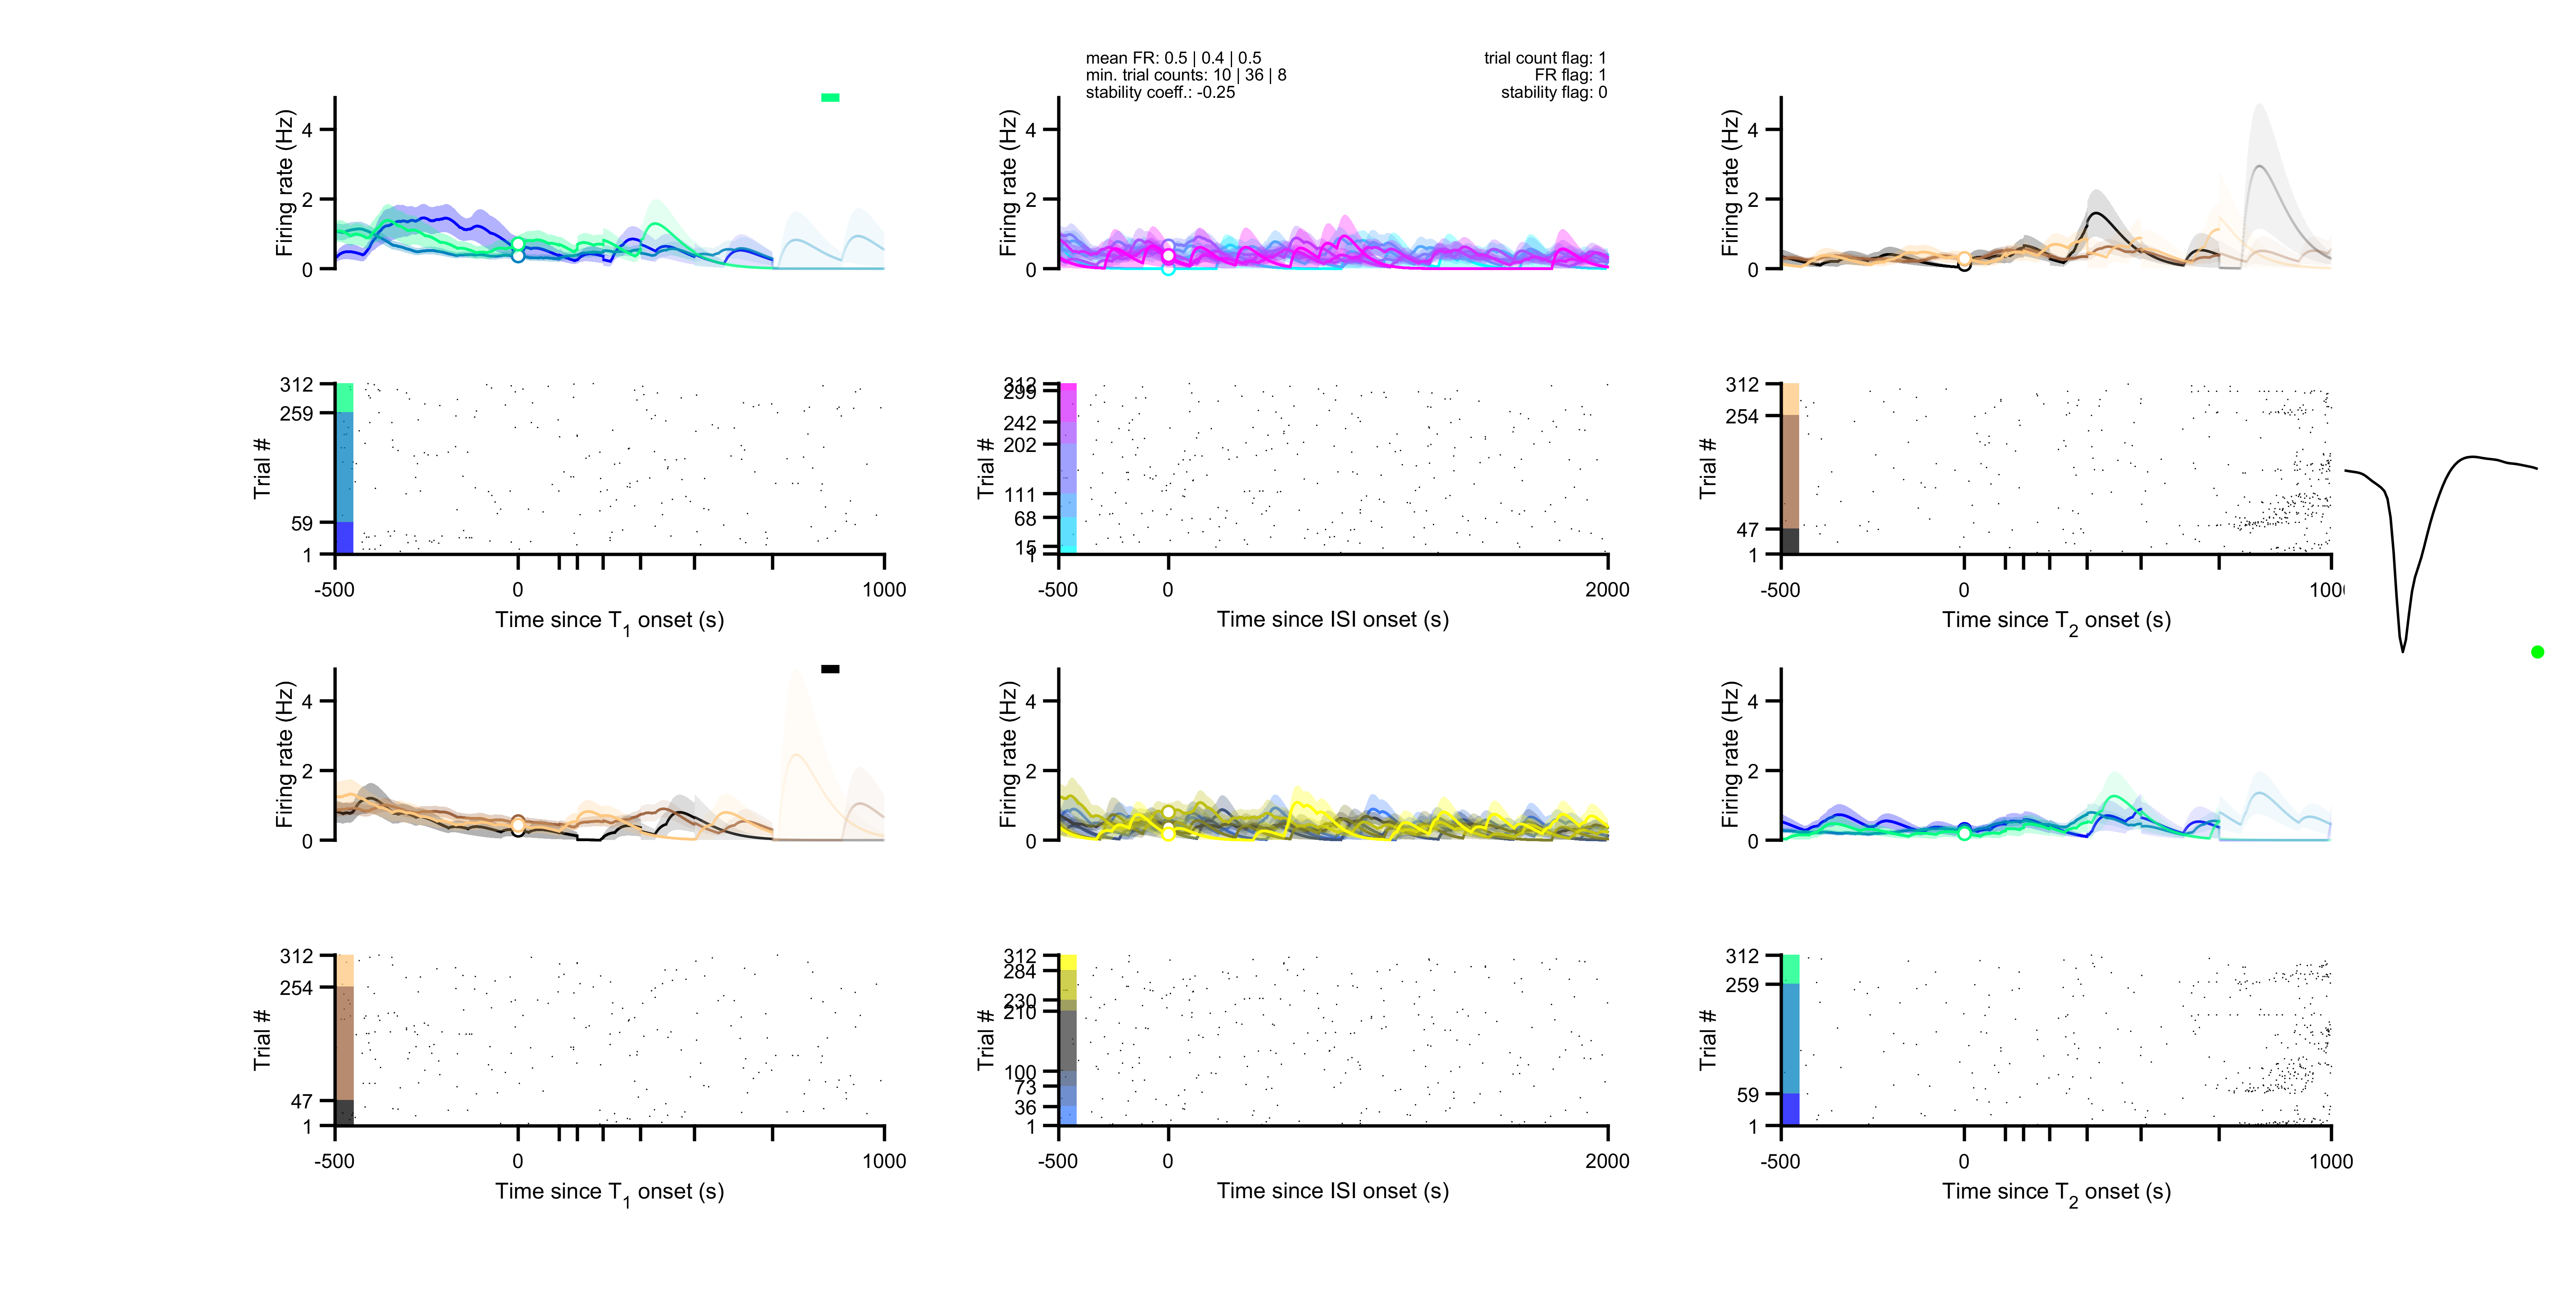 mean FR: 0.5 | 0.4 | 0.5
min. trial counts: 10 | 36 | 8
stability coeff.: -0.25
trial count flag: 1
FR flag: 1
stability flag: 0
Firing rate (Hz)
4
2
0
Firing rate (Hz)
4
2
0
Firing rate (Hz)
4
2
0
Trial #
312
259
59
1
-500
0
1000
Time since T1 onset (s)
Trial #
312
299
242
202
111
68
15
1
-500
0
2000
Time since ISI onset (s)
Trial #
312
254
47
1
-500
0
Time since T2 onset (s)
Firing rate (Hz)
4
2
0
Firing rate (Hz)
4
2
0
Firing rate (Hz)
4
2
0
Trial #
312
254
47
1
-500
0
1000
Time since T1 onset (s)
Trial #
312
284
230
210
100
73
36
1
-500
0
2000
Time since ISI onset (s)
Trial #
312
259
59
1
-500
0
1000
Time since T2 onset (s)